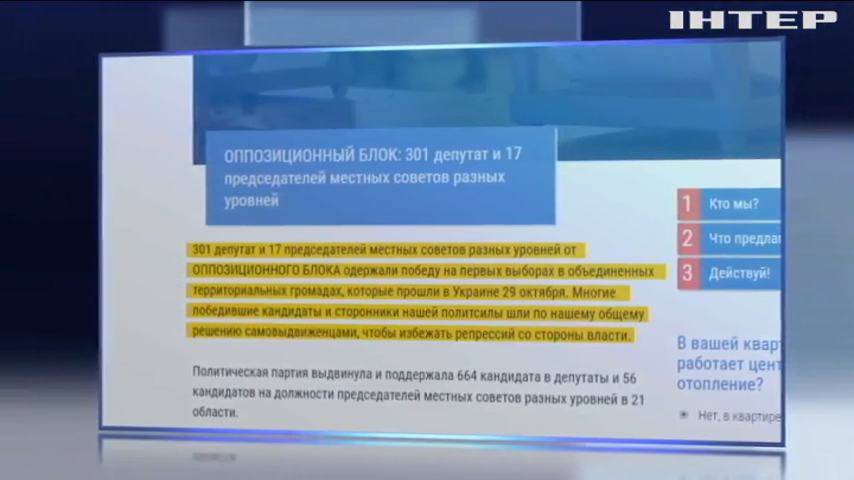 ІНТЕР
ОППОЗИЦИОННЫЙ БЛОК: 301 депутат и 17
председателей местных советов разных
уровней
301 депутат и 17 председателей местных советов разных уровней от
ОППОЗИЦИОННОГО БЛОКА одержали победу на первых выборах в объединенных
территориальных громадах, которые прошли в Украине 29 октября. Многие
победившие кандидаты и сторонники нашей политсилы шли по нашему общему
решению самовыдвиженцами, чтобы избежать репрессий со стороны власти.
Политическая партия выдвинула и поддержала 664 кандидата в депутаты и 56
кандидатов на должности председателей местных советов разных уровней в 21
области.
1 Кто мы?
2 Что предла
3 Действуй!
В вашей кварт
работает цент
отопление?
Нет, в квартире